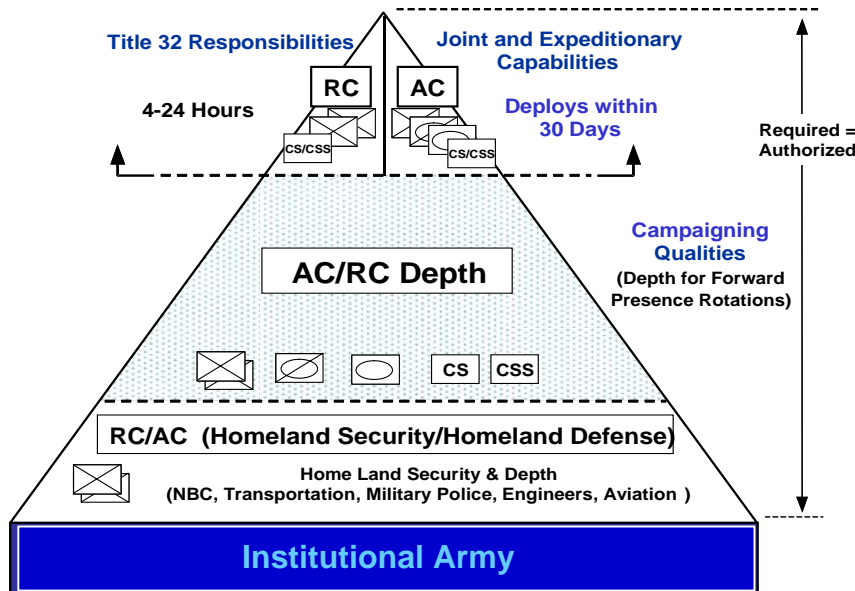 Title 32 Responsibilities
Joint and Expeditionary
Capabilities
RC
AC
4-24 Hours
Deploys within
30 Days
CS/CSS
CS/CSS
Required =
Authorized
Campaigning
Qualities
(Depth for Forward
Presence Rotations)
AC/RC Depth
CS
CSS
RC/AC (Homeland Security/Homeland Defense)
Home Land Security & Depth
(NBC, Transportation, Military Police, Engineers, Aviation )
Institutional Army